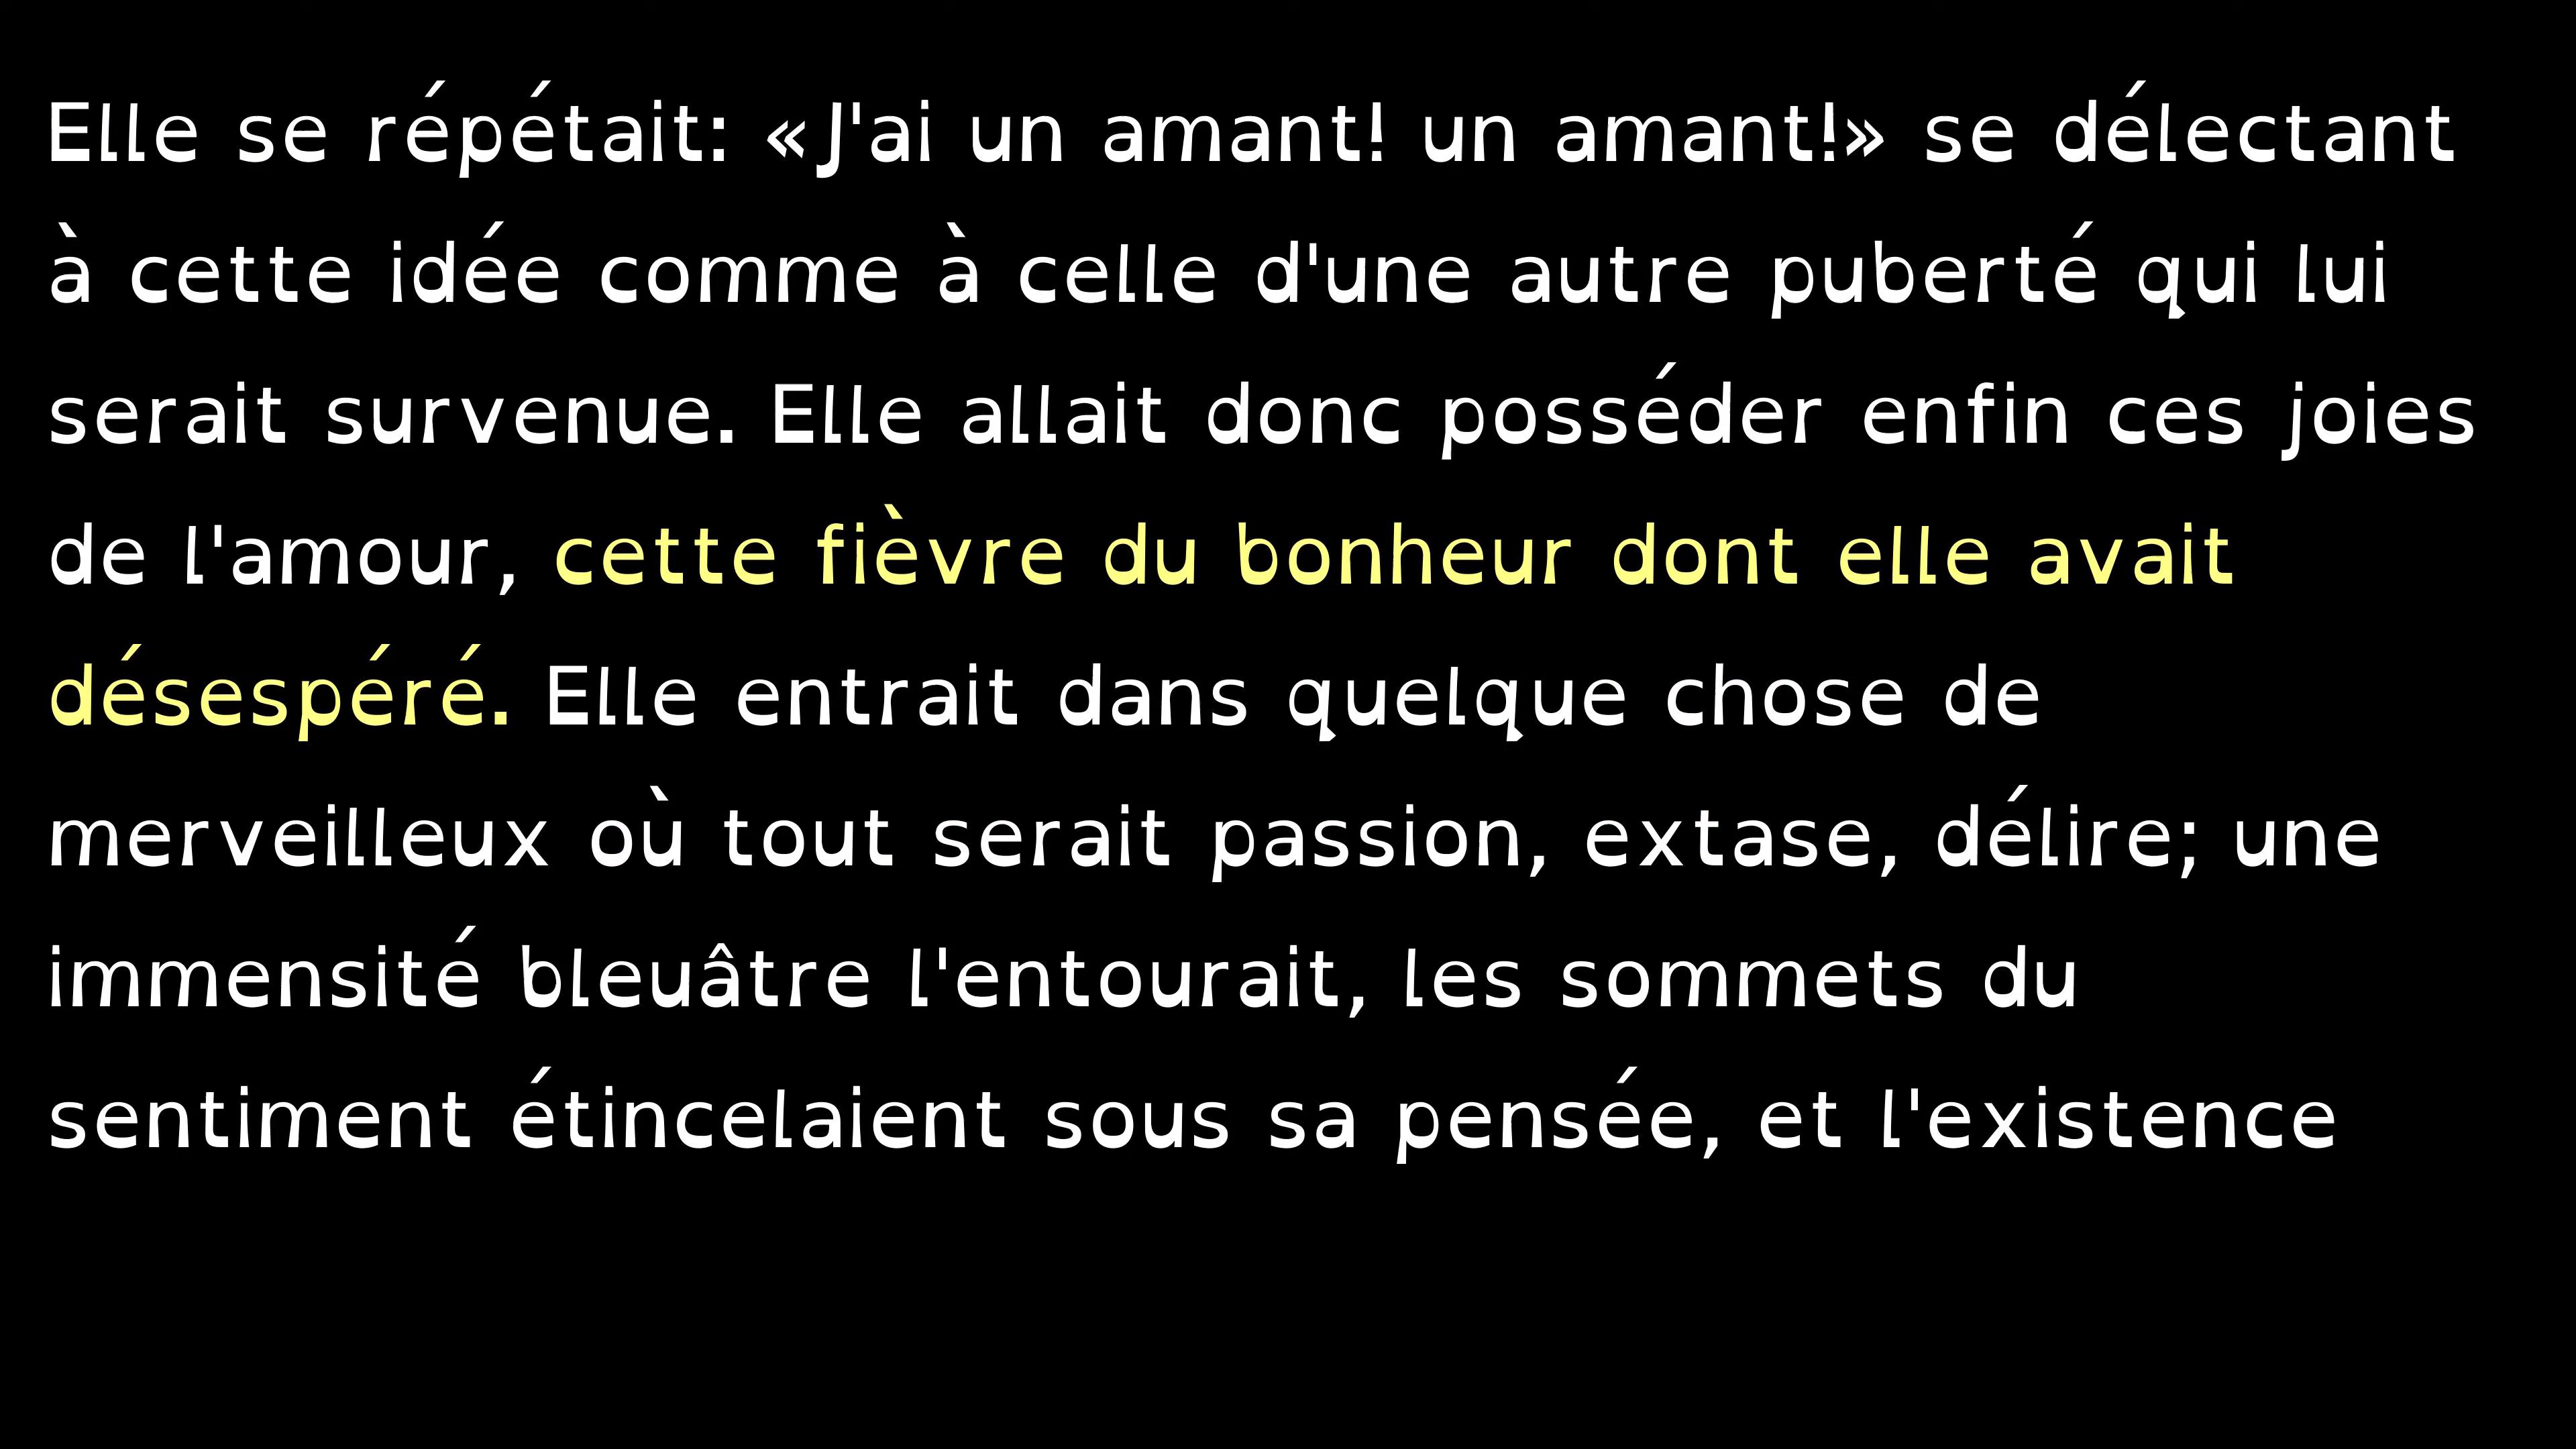 Elle se répétait: «J'ai un amant! un amant!» se délectant
à cette idée comme à celle d'une autre puberté qui lui
serait survenue. Elle allait donc posséder enfin ces joies
de l'amour, cette fièvre du bonheur dont elle avait
désespéré. Elle entrait dans quelque chose de
merveilleux où tout serait passion, extase, délire; une
immensité bleuâtre l'entourait, les sommets du
sentiment étincelaient sous sa pensée, et l'existence